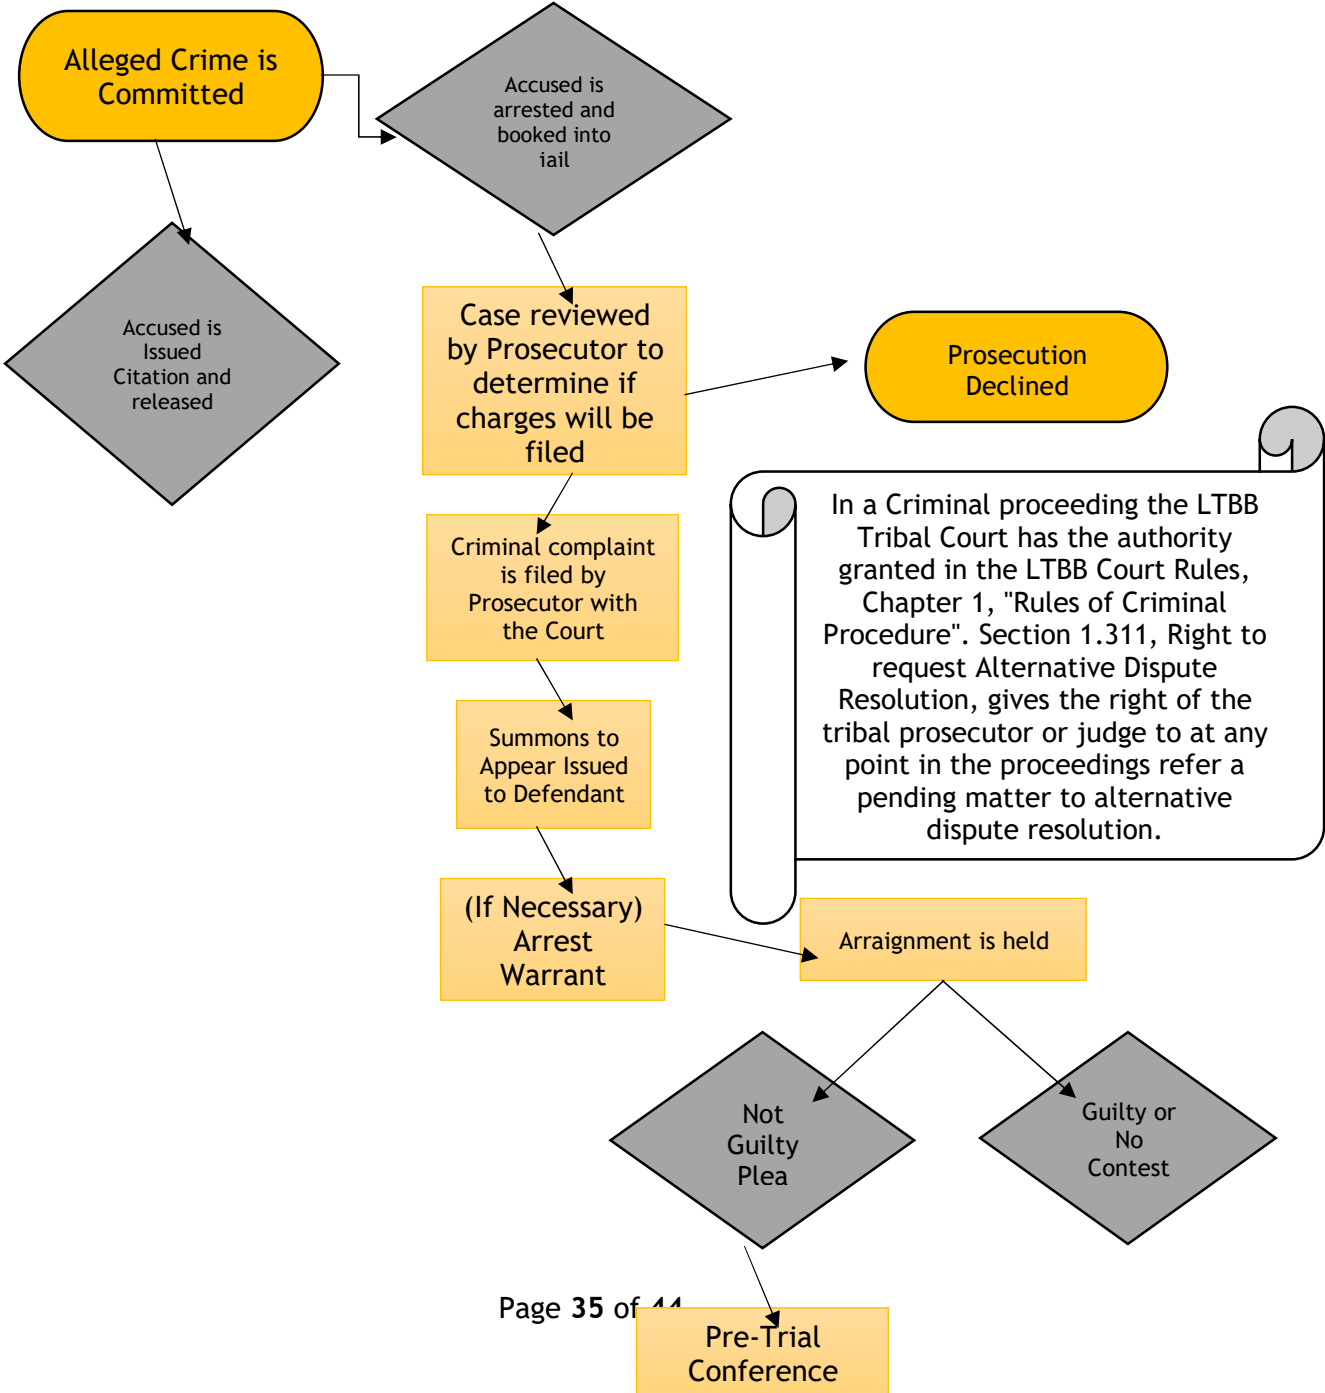 Alleged Crime is
Committed
Accused is
arrested and
booked into
jail
Accused is
Issued
Citation and
released
Case reviewed
by Prosecutor to
determine if
charges will be
filed
Prosecution
Declined
In a Criminal proceeding the LTBB
Tribal Court has the authority
granted in the LTBB Court Rules,
Chapter 1, "Rules of Criminal
Procedure". Section 1.311, Right to
request Alternative Dispute
Resolution, gives the right of the
tribal prosecutor or judge to at any
point in the proceedings refer a
pending matter to alternative
dispute resolution.
Criminal complaint
is filed by
Prosecutor with
the Court
Summons to
Appear Issued
to Defendant
(If Necessary)
Arrest
Warrant
Arraignment is held
Not
Guilty
Plea
Guilty or
No
Contest
Page 35 of 44
Pre-Trial
Conference